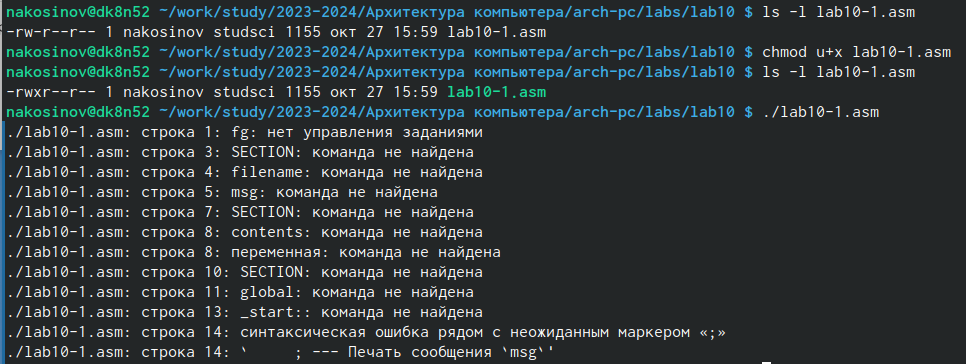 nakosinov@dk8n52 ~/work/study/2023-2024/Архитектура компьютера/arch-pc/labs/lab10 $ ls -l lab10-1.asm
-rw-r--r-- 1 nakosinov studsci 1155 окт 27 15:59 lab10-1.asm
nakosinov@dk8n52 ~/work/study/2023-2024/Архитектура компьютера/arch-pc/labs/lab10 $ chmod u+x lab10-1.asm
nakosinov@dk8n52 ~/work/study/2023-2024/Архитектура компьютера/arch-pc/labs/lab10 $ ls -l lab10-1.asm
-rwxr--r-- 1 nakosinov studsci 1155 окт 27 15:59 lab10-1.asm
nakosinov@dk8n52 ~/work/study/2023-2024/Архитектура компьютера/arch-pc/labs/lab10 $ ./lab10-1.asm
./lab10-1.asm: строка 1: fg: нет управления заданиями
./lab10-1.asm: строка 3: SECTION: команда не найдена
./lab10-1.asm: строка 4: filename: команда не найдена
./lab10-1.asm: строка 5: msg: команда не найдена
./lab10-1.asm: строка 7: SECTION: команда не найдена
./lab10-1.asm: строка 8: contents: команда не найдена
./lab10-1.asm: строка 8: переменная: команда не найдена
./lab10-1.asm: строка 10: SECTION: команда не найдена
./lab10-1.asm: строка 11: global: команда не найдена
./lab10-1.asm: строка 13: _start:: команда не найдена
./lab10-1.asm: строка 14: синтаксическая ошибка рядом с неожиданным маркером «;»
./lab10-1.asm: строка 14: `     ; --- Печать сообщения `msg`'